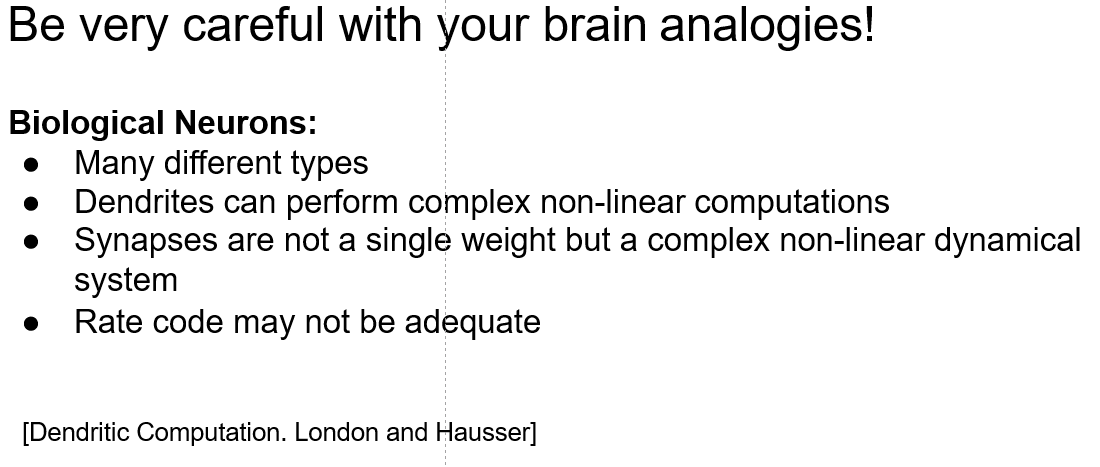 Be very careful with your brain analogies!
Biological Neurons:
● Many different types
● Dendrites can perform complex non-linear computations
● Synapses are not a single weight but a complex non-linear dynamical
system
● Rate code may not be adequate
[Dendritic Computation. London and Hausser]